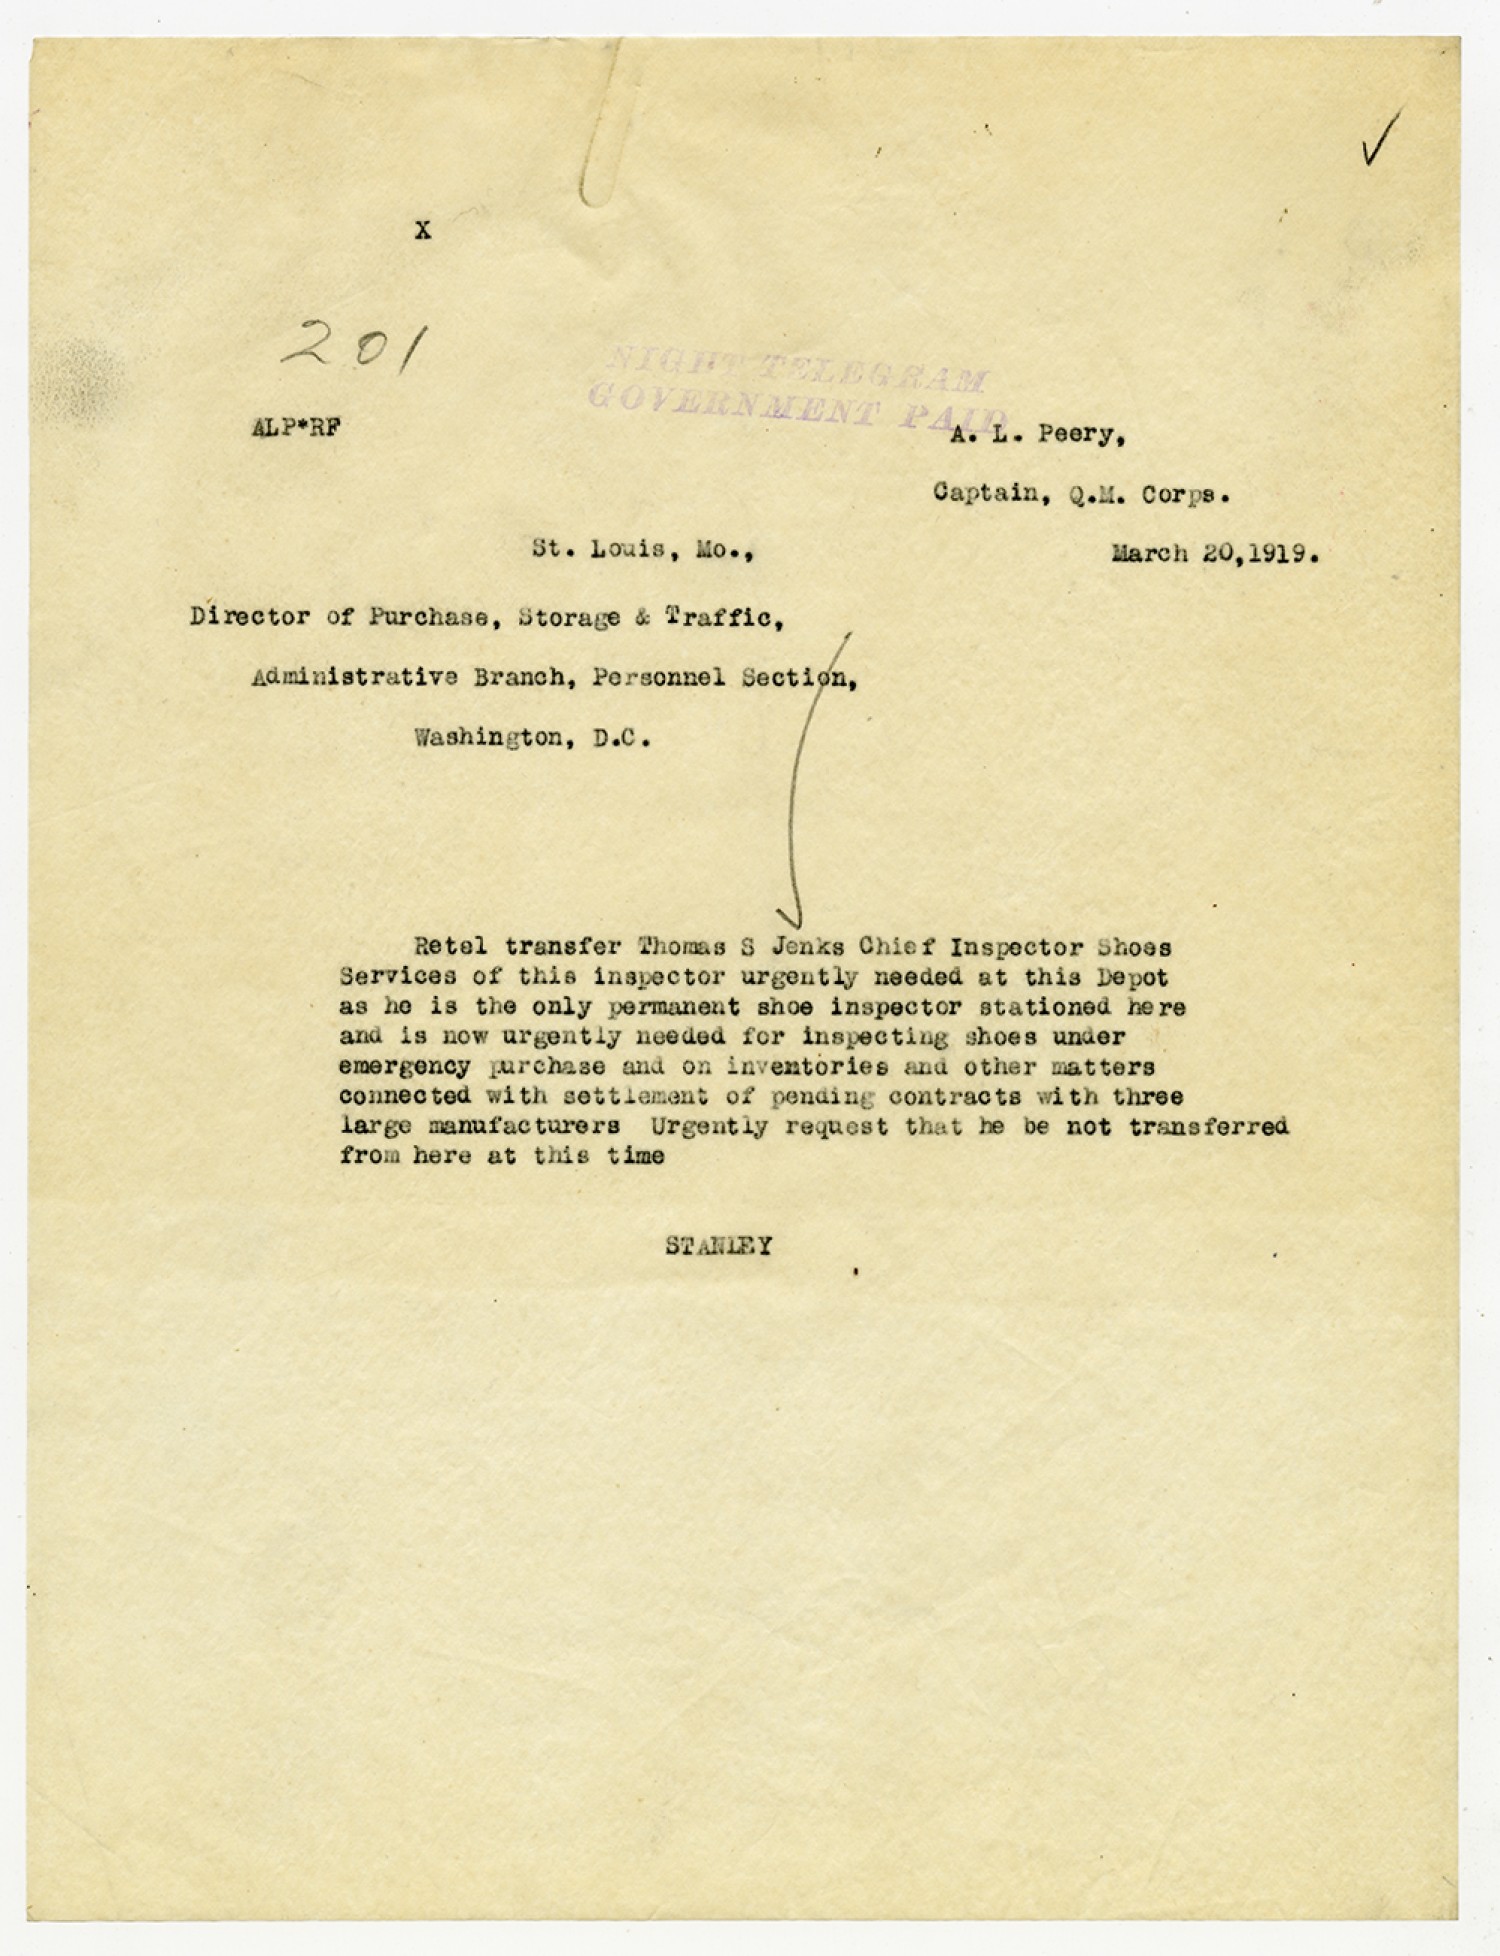 X
201
NIGHT TELEGRAM
GOVERNMENT PAID
ALP*RF
A. L. Peery,
Captain, Q.M. Corps.
St. Louis, Mo., March 20,1919.
Director of Purchase, Storage & Traffic,
Administrative Branch, Personnel Section,
Washington, D.C.
Retel transfer Thomas S Jenks Chief Inspector Shoes
Services of this inspector urgently needed at this Depot
as he is the only permanent shoe inspector stationed here
and is now urgently needed for inspecting shoes under
emergency purchase and on inventories and other matters
connected with settlement of pending contracts with three
large manufacturers Urgently request that he be not transferred
from here at this time
STANLEY